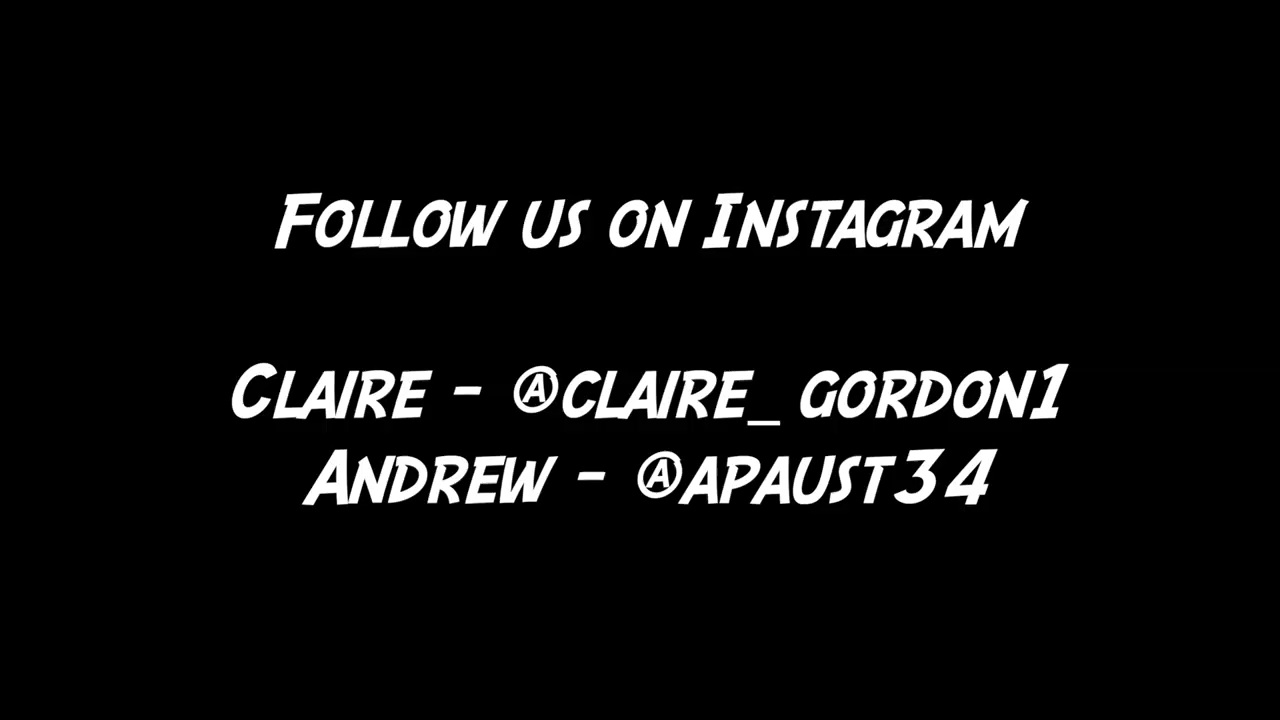 Follow us on Instagram
Claire - @claire_gordon1
Andrew - @apaust34